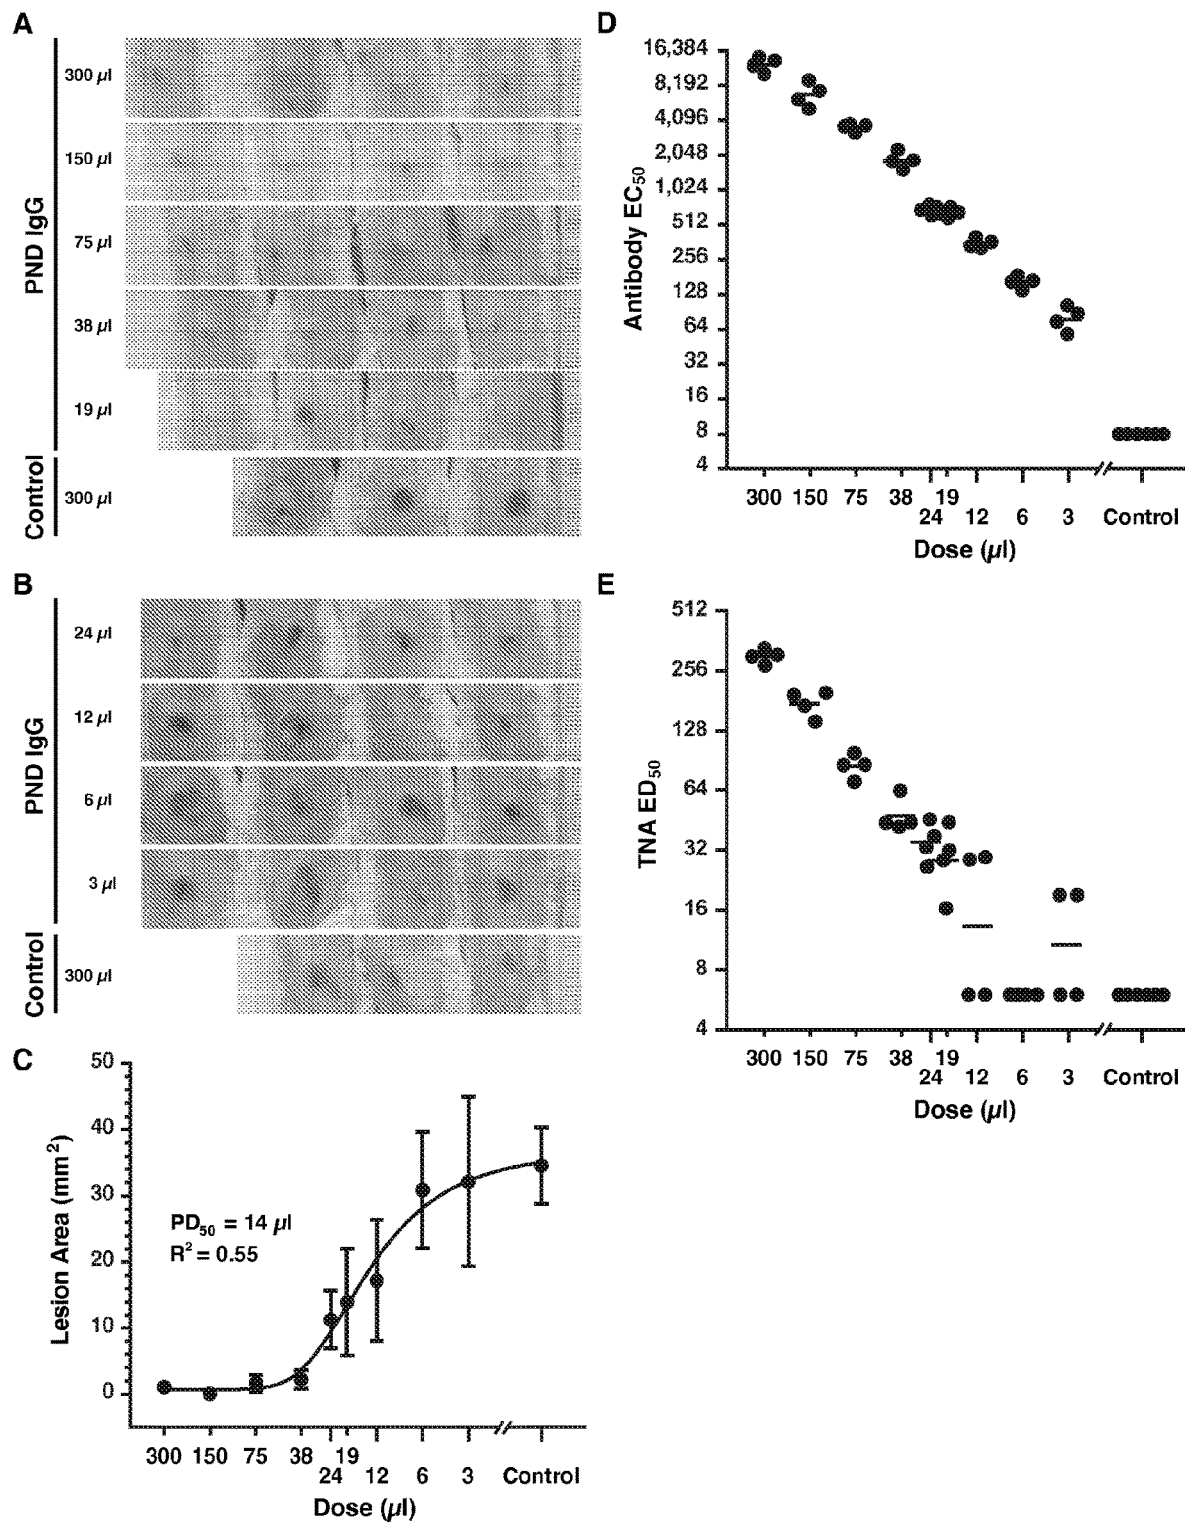 A
PND IgG
300 µl
150 µl
75 µl
38 µl
19 µl
Control
300 µl
B
PND IgG
24 µl
12 µl
6 µl
3 µl
Control
300 µl
C
Lesion Area (mm²)
50
40
30
20
10
0
PD₅₀ = 14 µl
R² = 0.55
300 150 75 38 19
24 12 6 3 Control
Dose (µl)
D
Antibody EC₅₀
16,384
8,192
4,096
2,048
1,024
512
256
128
64
32
16
8
4
300 150 75 38 19
24 12 6 3 Control
Dose (µl)
E
TNA ED₅₀
512
256
128
64
32
16
8
4
300 150 75 38 19
24 12 6 3 Control
Dose (µl)